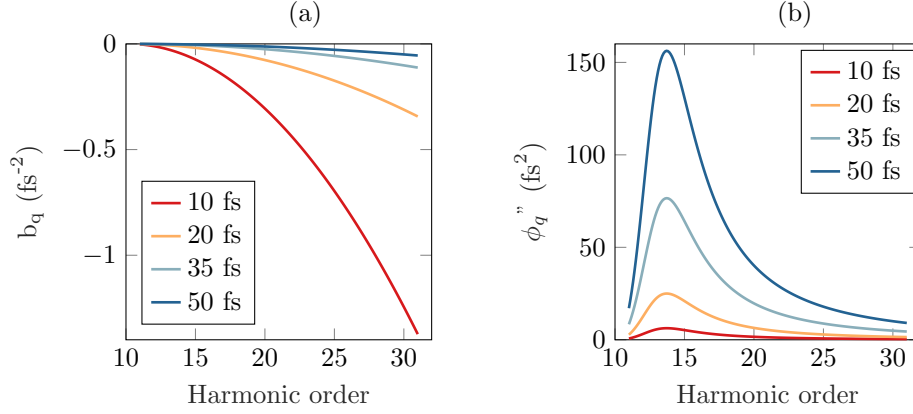 (a)
0
−0.5
−1
b_q (fs^-2)
10 fs
20 fs
35 fs
50 fs
10 15 20 25 30
Harmonic order
(b)
150
100
50
0
ϕ_q” (fs^2)
10 fs
20 fs
35 fs
50 fs
10 15 20 25 30
Harmonic order